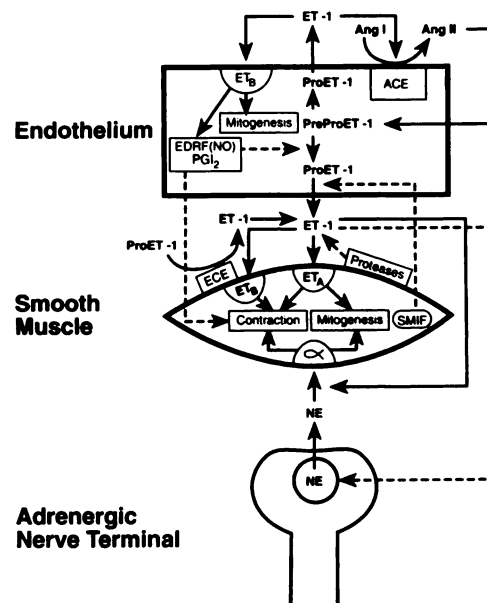 ET -1
Ang I
Ang II
ET_B
ProET -1
ACE
Endothelium
Mitogenesis
PreProET -1
EDRF(NO)
PGI₂
ProET -1
ET -1
ET -1
ProET -1
ECE
Proteases
ET_B
ET_A
Smooth
Muscle
Contraction
Mitogenesis
SMIF
α
NE
NE
Adrenergic
Nerve Terminal